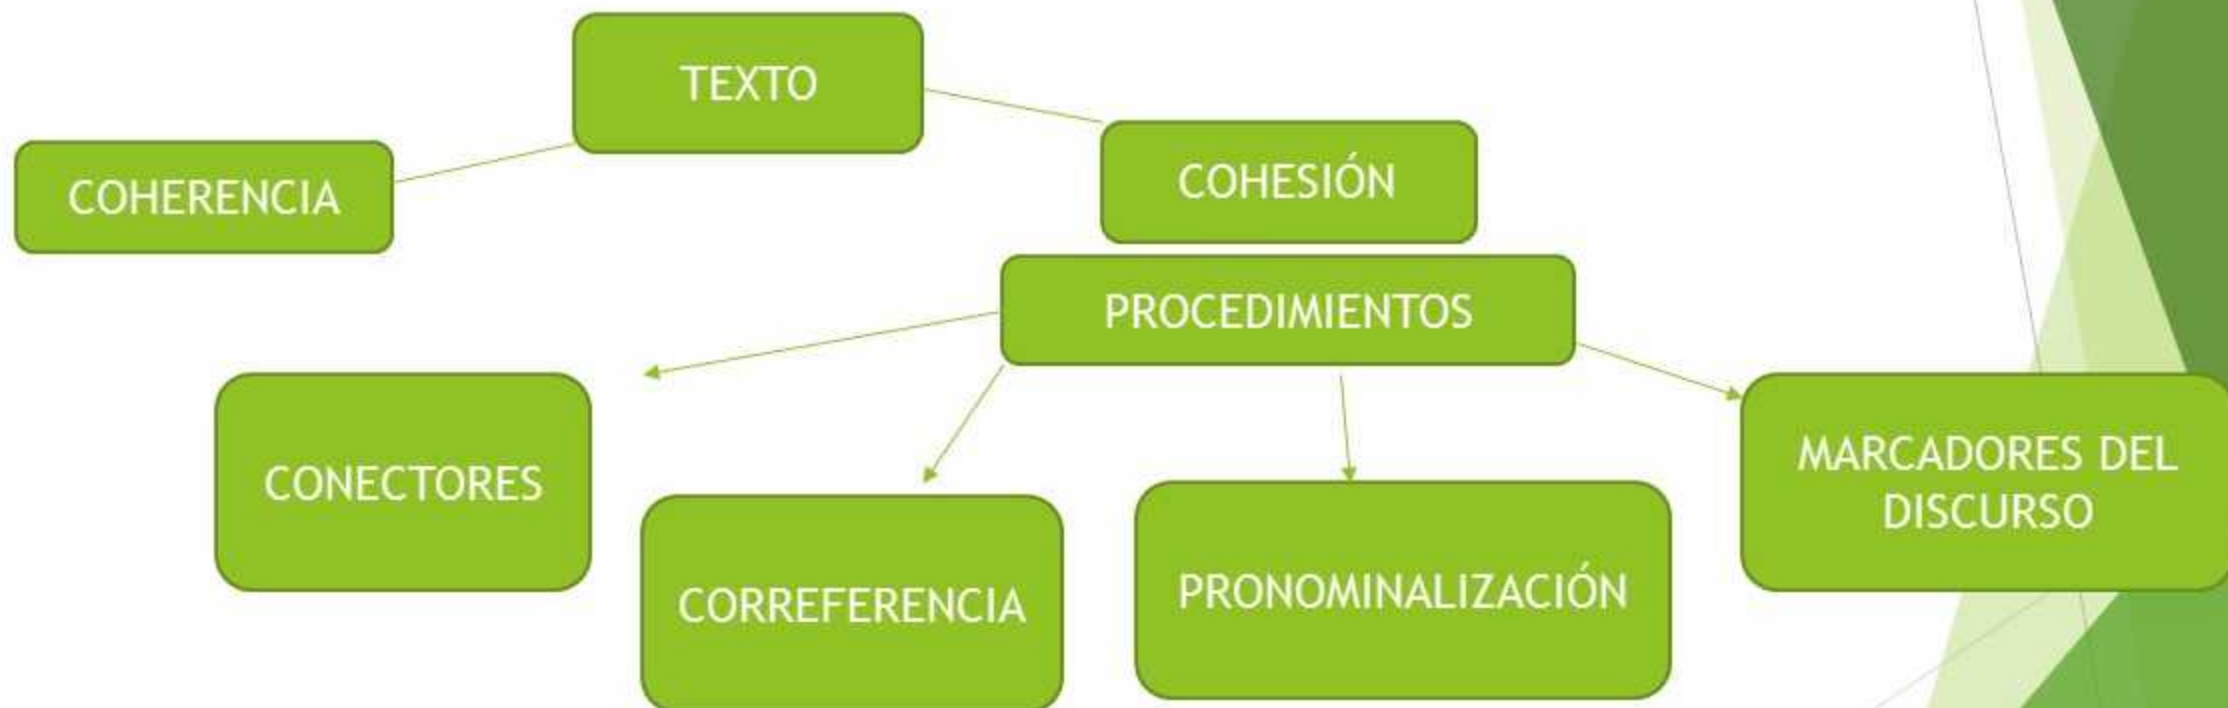 TEXTO
COHERENCIA
COHESIÓN
PROCEDIMIENTOS
CONECTORES
CORREFERENCIA
PRONOMINALIZACIÓN
MARCADORES DEL
DISCURSO